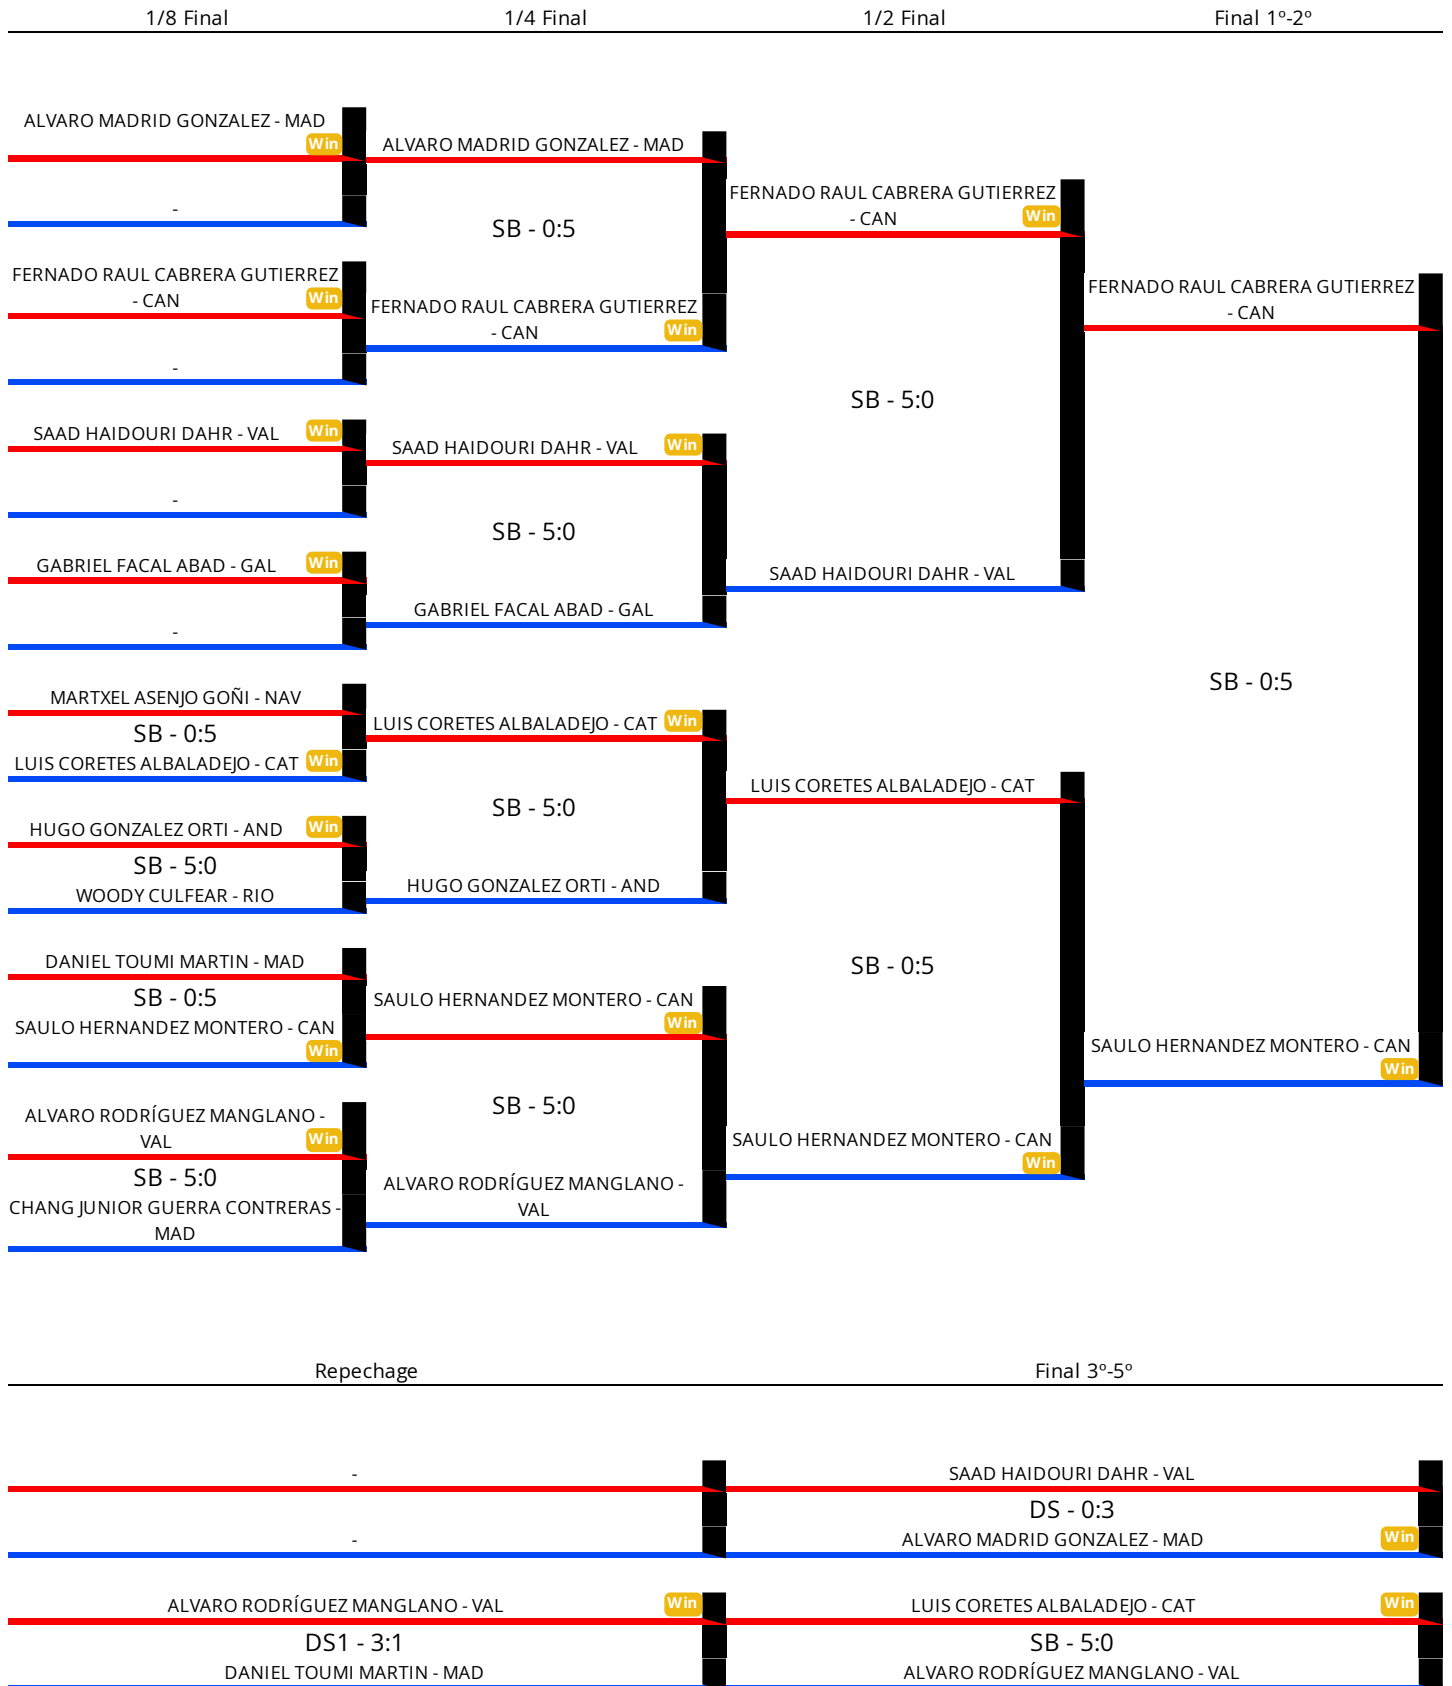 1/8 Final
1/4 Final
1/2 Final
Final 1º-2º
ALVARO MADRID GONZALEZ - MAD
Win
-
FERNADO RAUL CABRERA GUTIERREZ
- CAN
Win
-
SAAD HAIDOURI DAHR - VAL
Win
-
GABRIEL FACAL ABAD - GAL
Win
-
MARTXEL ASENJO GOÑI - NAV
SB - 0:5
LUIS CORETES ALBALADEJO - CAT
Win
HUGO GONZALEZ ORTI - AND
Win
SB - 5:0
WOODY CULFEAR - RIO
DANIEL TOUMI MARTIN - MAD
SB - 0:5
SAULO HERNANDEZ MONTERO - CAN
Win
ALVARO RODRÍGUEZ MANGLANO -
VAL
Win
SB - 5:0
CHANG JUNIOR GUERRA CONTRERAS -
MAD
ALVARO MADRID GONZALEZ - MAD
SB - 0:5
FERNADO RAUL CABRERA GUTIERREZ
- CAN
Win
SAAD HAIDOURI DAHR - VAL
Win
SB - 5:0
GABRIEL FACAL ABAD - GAL
LUIS CORETES ALBALADEJO - CAT
Win
SB - 5:0
HUGO GONZALEZ ORTI - AND
SAULO HERNANDEZ MONTERO - CAN
Win
SB - 5:0
ALVARO RODRÍGUEZ MANGLANO -
VAL
FERNADO RAUL CABRERA GUTIERREZ
- CAN
Win
SB - 5:0
SAAD HAIDOURI DAHR - VAL
LUIS CORETES ALBALADEJO - CAT
SB - 0:5
SAULO HERNANDEZ MONTERO - CAN
Win
FERNADO RAUL CABRERA GUTIERREZ
- CAN
SB - 0:5
SAULO HERNANDEZ MONTERO - CAN
Win
Repechage
Final 3º-5º
-
-
ALVARO RODRÍGUEZ MANGLANO - VAL
Win
DS1 - 3:1
DANIEL TOUMI MARTIN - MAD
SAAD HAIDOURI DAHR - VAL
DS - 0:3
ALVARO MADRID GONZALEZ - MAD
Win
LUIS CORETES ALBALADEJO - CAT
Win
SB - 5:0
ALVARO RODRÍGUEZ MANGLANO - VAL